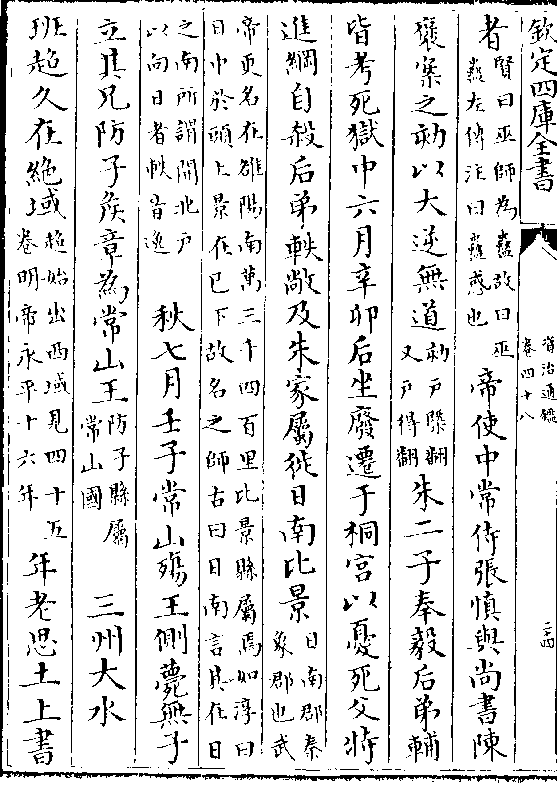 欽定四庫全書
資治通鑑
卷四十八
者賢曰巫師為蠱故曰巫
蠱左傳注曰蠱惑也帝使中常侍張慎與尚書陳
襃案之劾以大逆無道劾戶槩翻
又戶得翻朱二子奉毅后弟輔
皆考死獄中六月辛卯后坐廢遷于桐宮以憂死父特
進綱自殺后弟軼敞及朱家屬徙日南比景日南郡秦
象郡也武
帝更名在雒陽南萬三千四百里比景縣屬焉如淳曰
日中於頭上景在已下故名之師古曰日南言其在日
之南所謂開北戶
以向日者軼音逸秋七月壬子常山殤王側薨無子
立其兄防子侯章為常山王防子縣屬
常山國三州大水
班超久在絶域超始出西域見四十五
卷明帝永平十六年年老思土上書